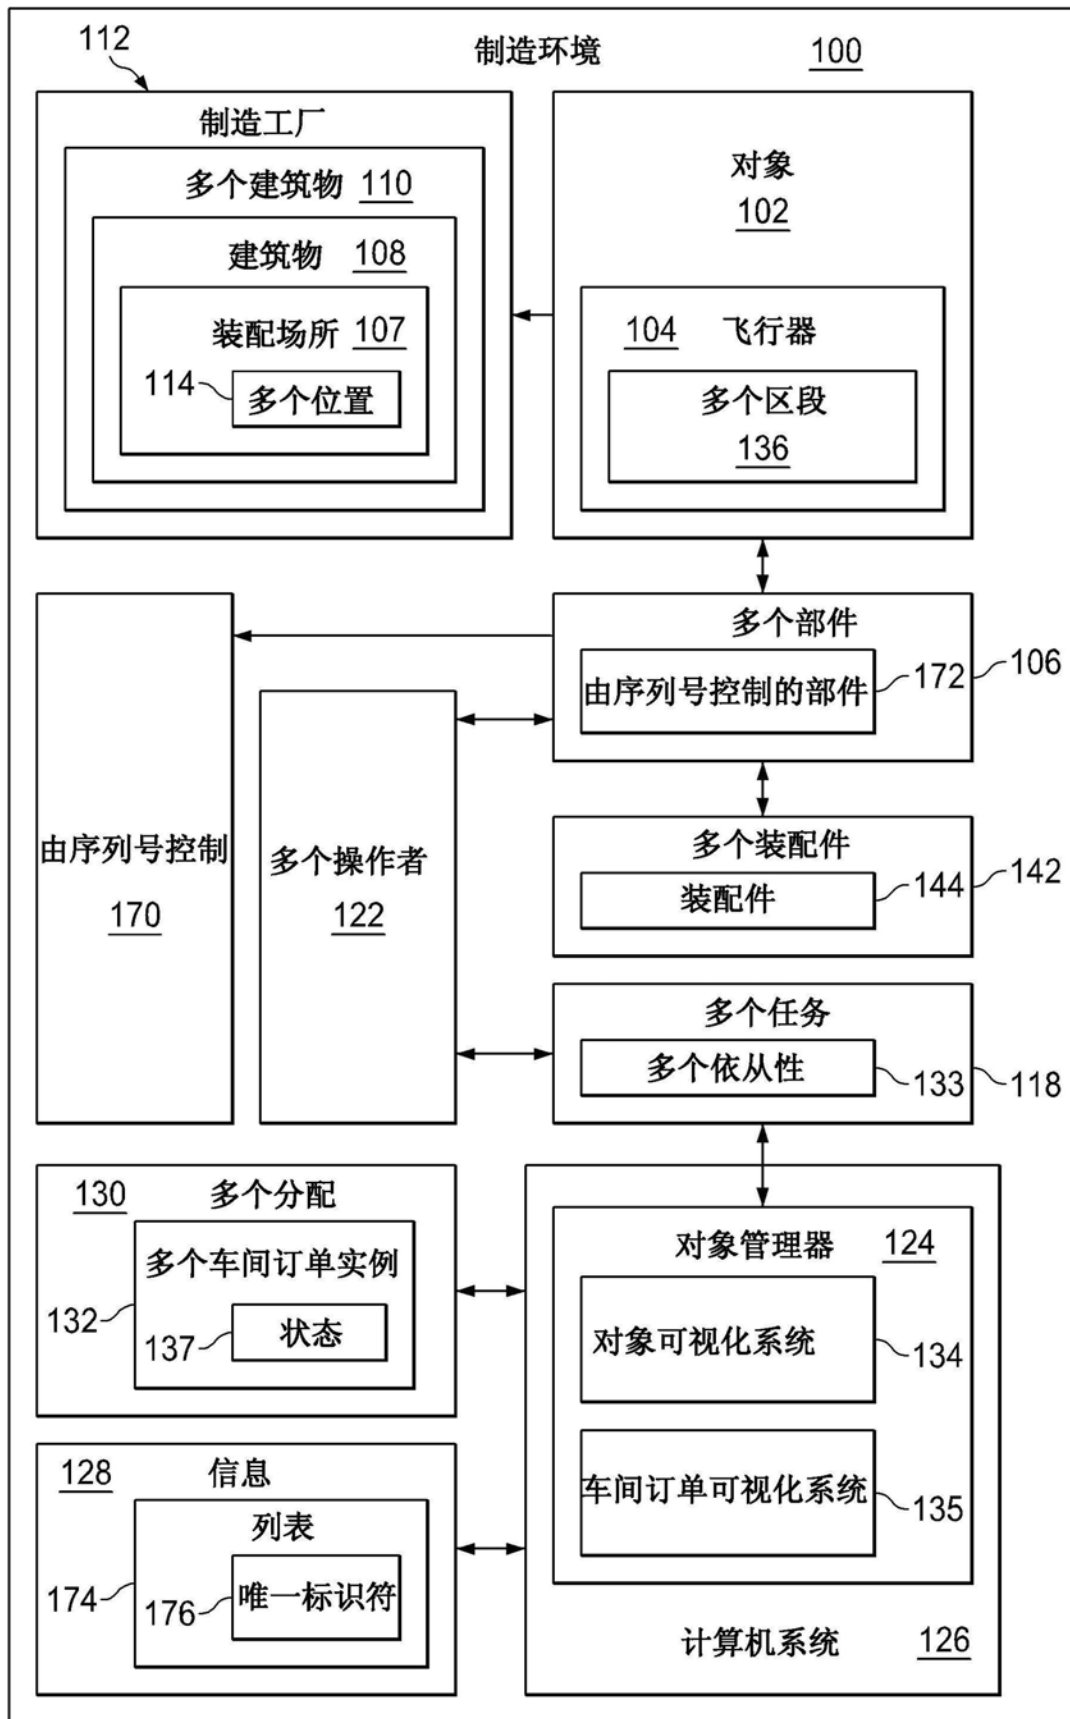 制造环境 100
112
制造工厂
多个建筑物 110
建筑物 108
装配场所 107
114
多个位置
对象
102
104 飞行器
多个区段
136
多个部件
由序列号控制的部件
172
106
由序列号控制
170
多个操作者
122
多个装配件
装配件
144
142
多个任务
多个依从性
133
118
130 多个分配
多个车间订单实例
132
137
状态
对象管理器 124
对象可视化系统
134
车间订单可视化系统
135
计算机系统 126
128 信息
列表
174
176
唯一标识符